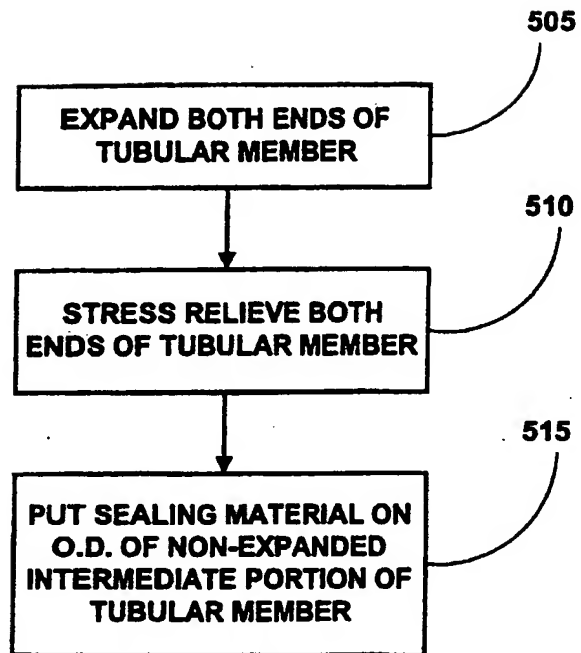 505
EXPAND BOTH ENDS OF
TUBULAR MEMBER
510
STRESS RELIEVE BOTH
ENDS OF TUBULAR MEMBER
515
PUT SEALING MATERIAL ON
O.D. OF NON-EXPANDED
INTERMEDIATE PORTION OF
TUBULAR MEMBER